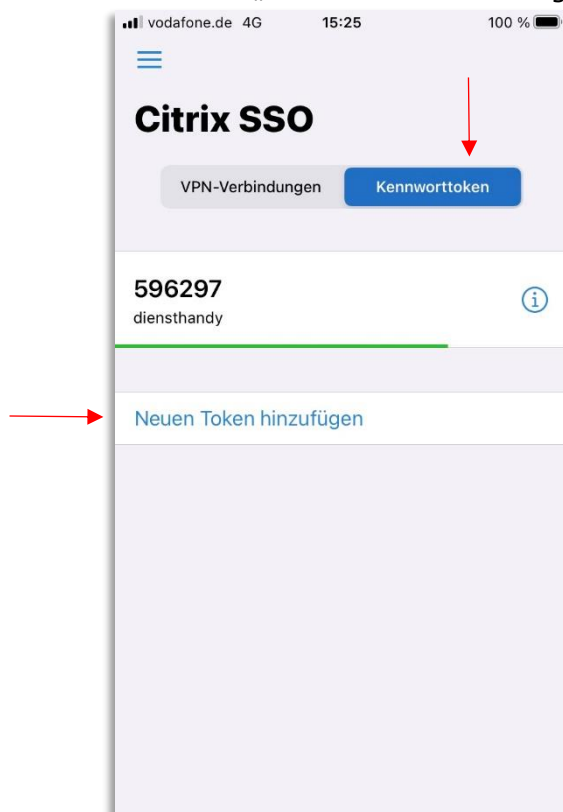 vodafone.de 4G 15:25 100 %
Citrix SSO
VPN-Verbindungen Kennworttoken
596297
diensthandy
Neuen Token hinzufügen